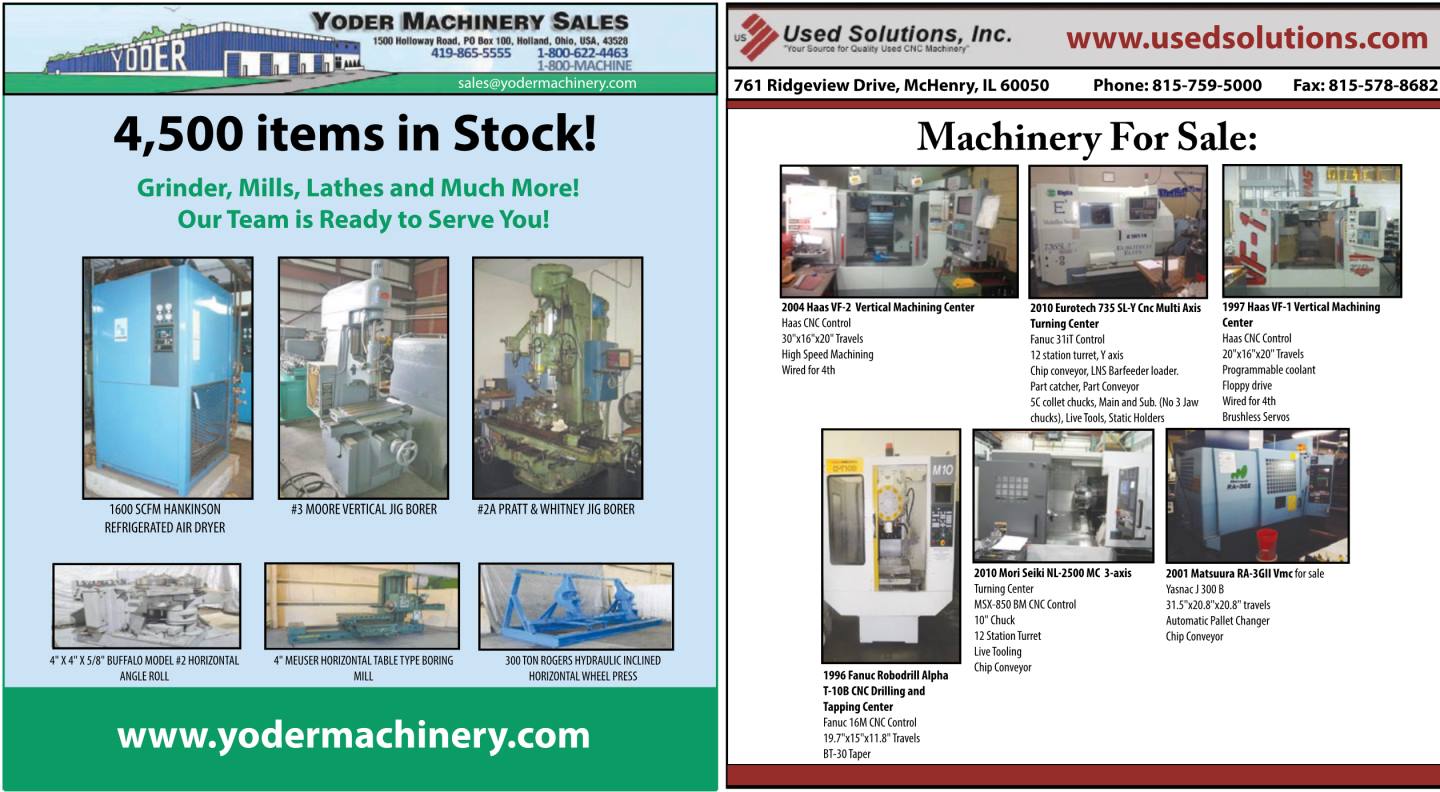 YODER
YODER MACHINERY SALES
1500 Holloway Road, PO Box 100, Holland, Ohio, USA, 43528
419-865-5555 1-800-622-4463
1-800-MACHINE
sales@yodermachinery.com
4,500 items in Stock!
Grinder, Mills, Lathes and Much More!
Our Team is Ready to Serve You!
1600 SCFM HANKINSON
REFRIGERATED AIR DRYER
#3 MOORE VERTICAL JIG BORER
#2A PRATT & WHITNEY JIG BORER
4" X 4" X 5/8" BUFFALO MODEL #2 HORIZONTAL
ANGLE ROLL
4" MEUSER HORIZONTAL TABLE TYPE BORING
MILL
300 TON ROGERS HYDRAULIC INCLINED
HORIZONTAL WHEEL PRESS
www.yodermachinery.com
US
Used Solutions, Inc.
"Your Source for Quality Used CNC Machinery"
www.usedsolutions.com
761 Ridgeview Drive, McHenry, IL 60050 Phone: 815-759-5000 Fax: 815-578-8682
Machinery For Sale:
2004 Haas VF-2 Vertical Machining Center
Haas CNC Control
30"x16"x20" Travels
High Speed Machining
Wired for 4th
2010 Eurotech 735 SL-Y Cnc Multi Axis
Turning Center
Fanuc 31iT Control
12 station turret, Y axis
Chip conveyor, LNS Barfeeder loader.
Part catcher, Part Conveyor
5C collet chucks, Main and Sub. (No 3 Jaw
chucks), Live Tools, Static Holders
HAAS
VF-1
1997 Haas VF-1 Vertical Machining
Center
Haas CNC Control
20"x16"x20" Travels
Programmable coolant
Floppy drive
Wired for 4th
Brushless Servos
M10
1996 Fanuc Robodrill Alpha
T-10B CNC Drilling and
Tapping Center
Fanuc 16M CNC Control
19.7"x15"x11.8" Travels
BT-30 Taper
2010 Mori Seiki NL-2500 MC 3-axis
Turning Center
MSX-850 BM CNC Control
10" Chuck
12 Station Turret
Live Tooling
Chip Conveyor
2001 Matsuura RA-3GII Vmc for sale
Yasnac J 300 B
31.5"x20.8"x20.8" travels
Automatic Pallet Changer
Chip Conveyor